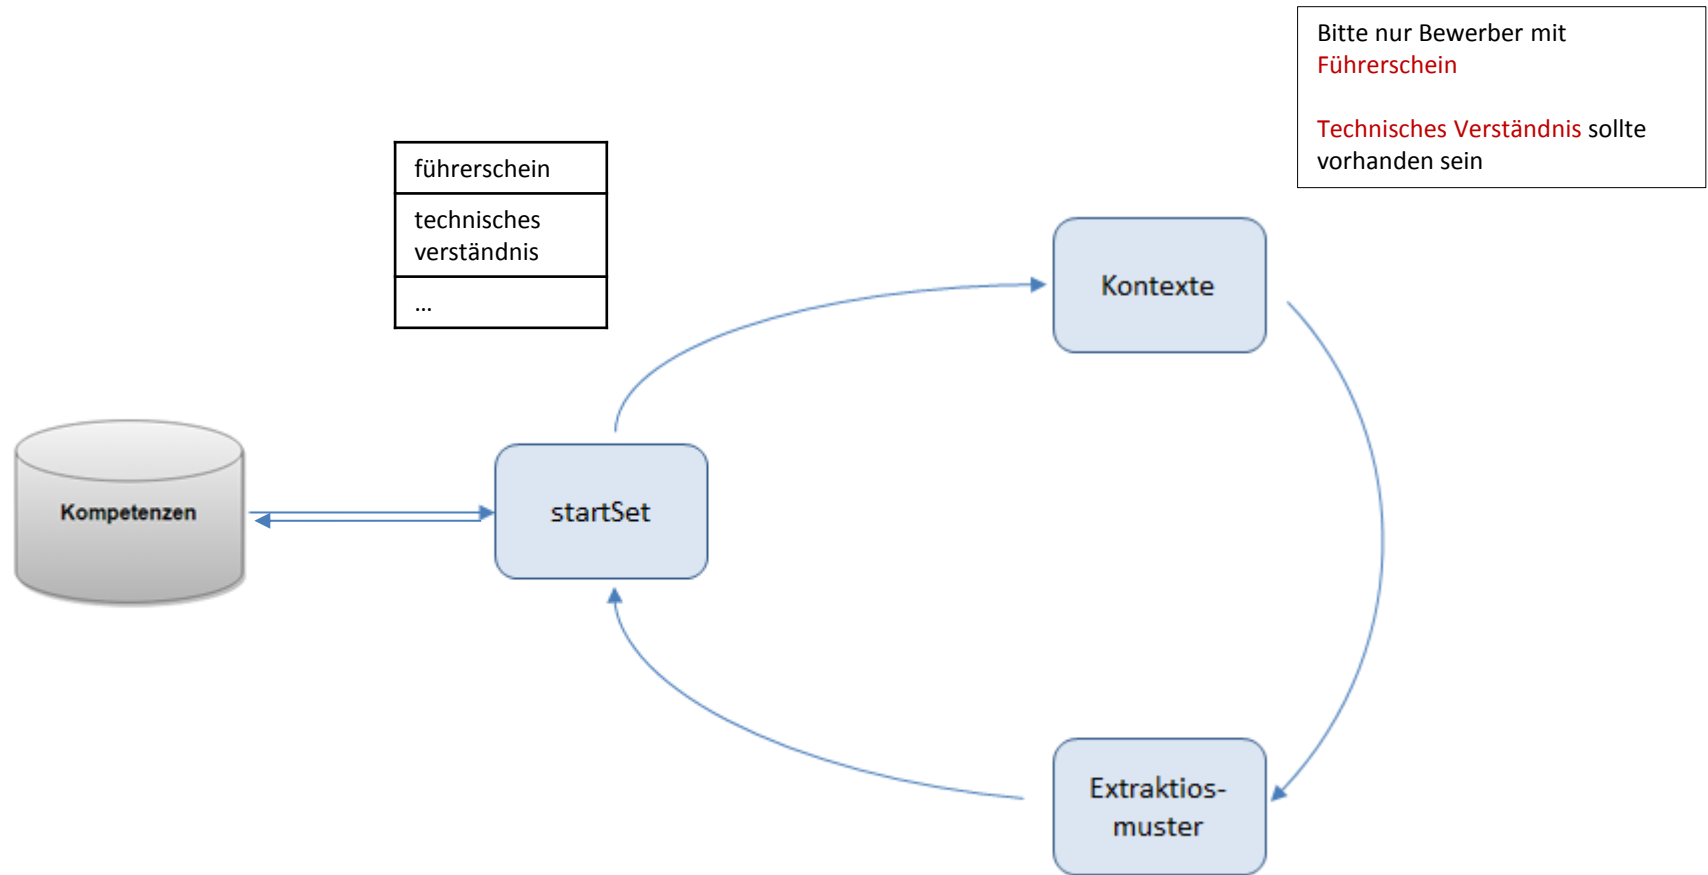 Bitte nur Bewerber mit
Führerschein
Technisches Verständnis sollte
vorhanden sein
führerschein
technisches
verständnis
...
Kontexte
Kompetenzen
startSet
Extraktios-
muster